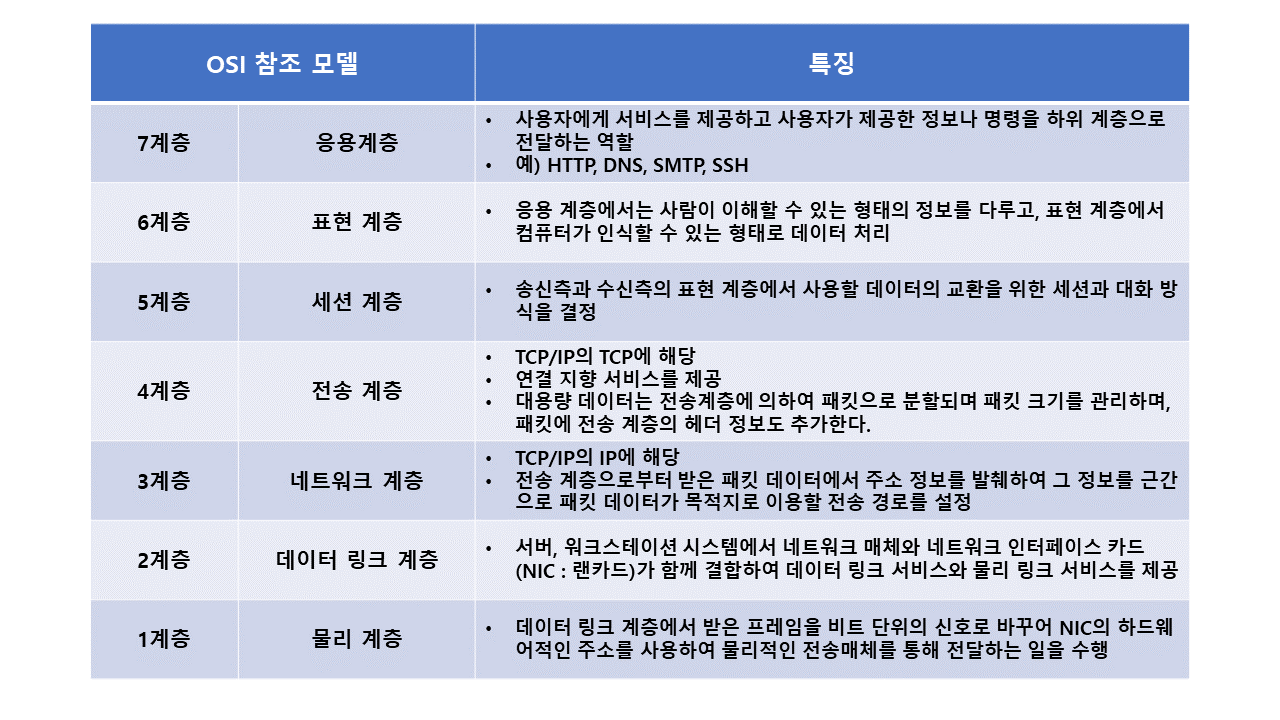 OSI 참조 모델
특징
7계층
응용계층
• 사용자에게 서비스를 제공하고 사용자가 제공한 정보나 명령을 하위 계층으로
전달하는 역할
• 예) HTTP, DNS, SMTP, SSH
6계층
표현 계층
• 응용 계층에서는 사람이 이해할 수 있는 형태의 정보를 다루고, 표현 계층에서
컴퓨터가 인식할 수 있는 형태로 데이터 처리
5계층
세션 계층
• 송신측과 수신측의 표현 계층에서 사용할 데이터의 교환을 위한 세션과 대화 방
식을 결정
4계층
전송 계층
• TCP/IP의 TCP에 해당
• 연결 지향 서비스를 제공
• 대용량 데이터는 전송계층에 의하여 패킷으로 분할되며 패킷 크기를 관리하며,
패킷에 전송 계층의 헤더 정보도 추가한다.
3계층
네트워크 계층
• TCP/IP의 IP에 해당
• 전송 계층으로부터 받은 패킷 데이터에서 주소 정보를 발췌하여 그 정보를 근간
으로 패킷 데이터가 목적지로 이용할 전송 경로를 설정
2계층
데이터 링크 계층
• 서버, 워크스테이션 시스템에서 네트워크 매체와 네트워크 인터페이스 카드
(NIC : 랜카드)가 함께 결합하여 데이터 링크 서비스와 물리 링크 서비스를 제공
1계층
물리 계층
• 데이터 링크 계층에서 받은 프레임을 비트 단위의 신호로 바꾸어 NIC의 하드웨
어적인 주소를 사용하여 물리적인 전송매체를 통해 전달하는 일을 수행